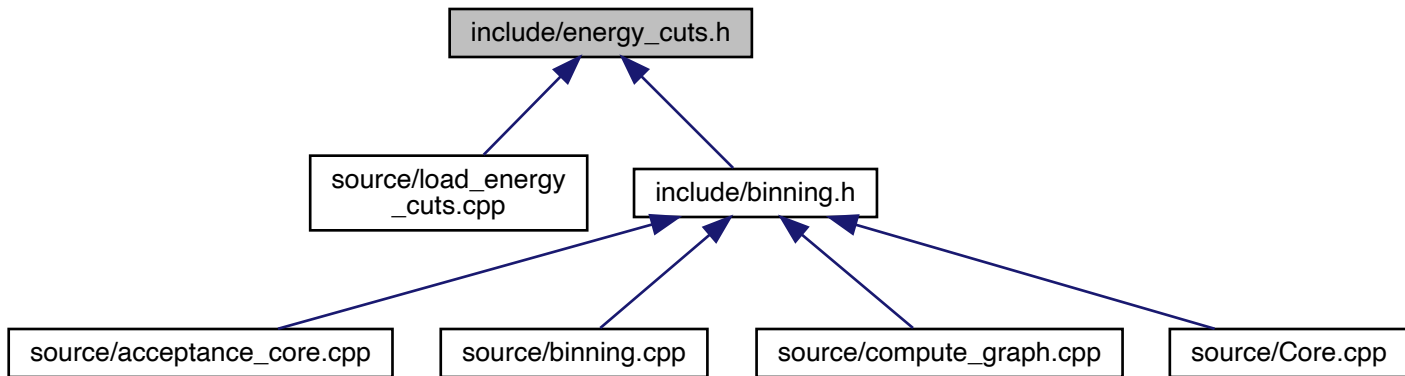 include/energy_cuts.h
source/load_energy
_cuts.cpp
include/binning.h
source/acceptance_core.cpp
source/binning.cpp
source/compute_graph.cpp
source/Core.cpp